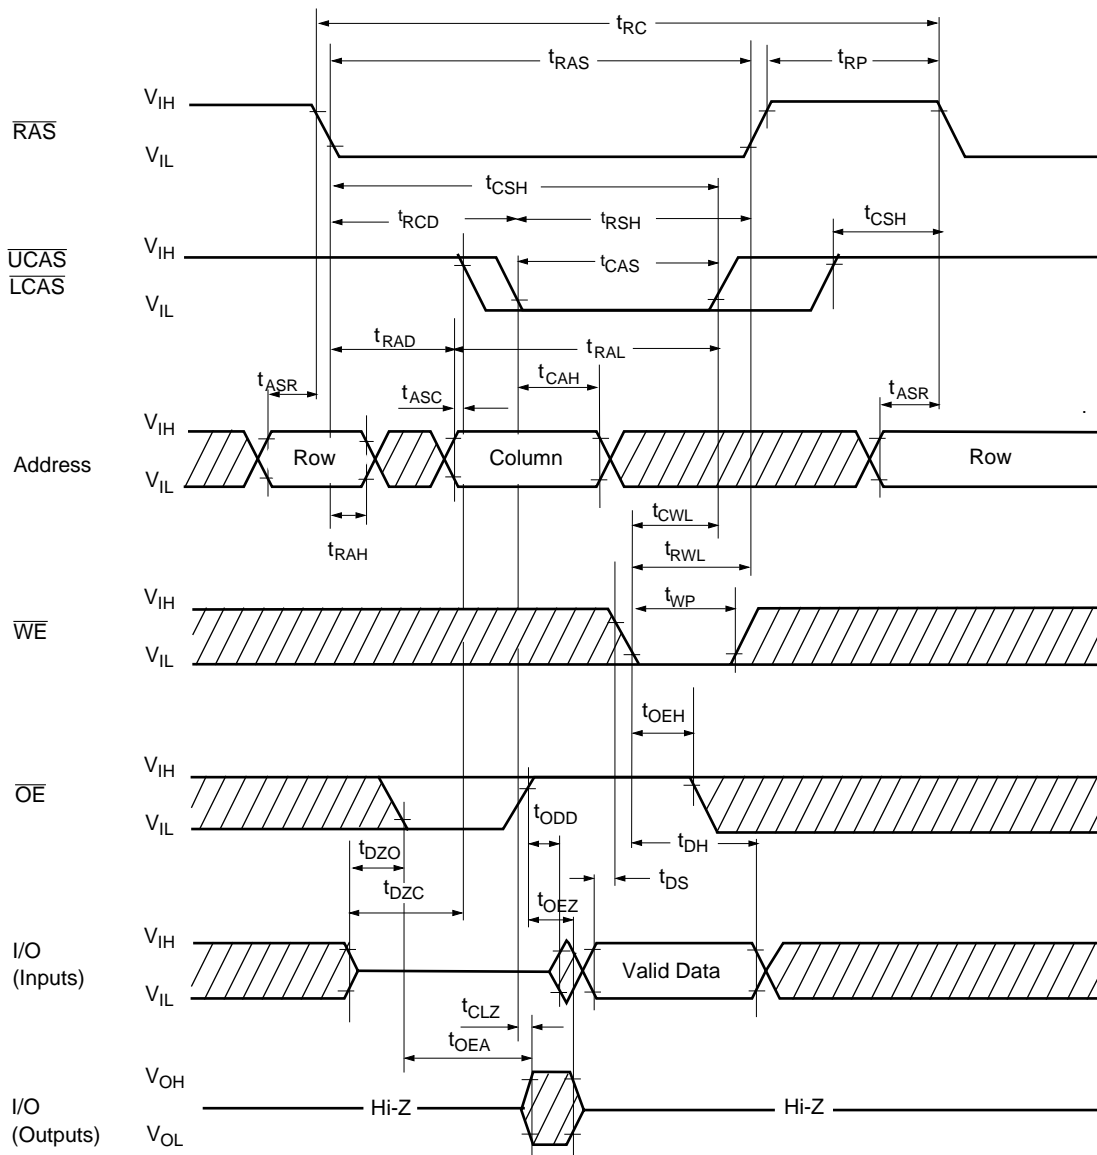 tRC
tRAS
tRP
RAS
VIH
VIL
tCSH
tRCD
tRSH
tCSH
UCAS
LCAS
VIH
VIL
tCAS
tRAD
tRAL
tASR
tASC
tCAH
tASR
Address
VIH
VIL
Row
Column
Row
tRAH
tCWL
tRWL
tWP
WE
VIH
VIL
tOEH
OE
VIH
VIL
tODD
tDH
tDZO
tDS
tDZC
tOEZ
I/O
(Inputs)
VIH
VIL
Valid Data
tCLZ
tOEA
I/O
(Outputs)
VOH
VOL
Hi-Z
Hi-Z